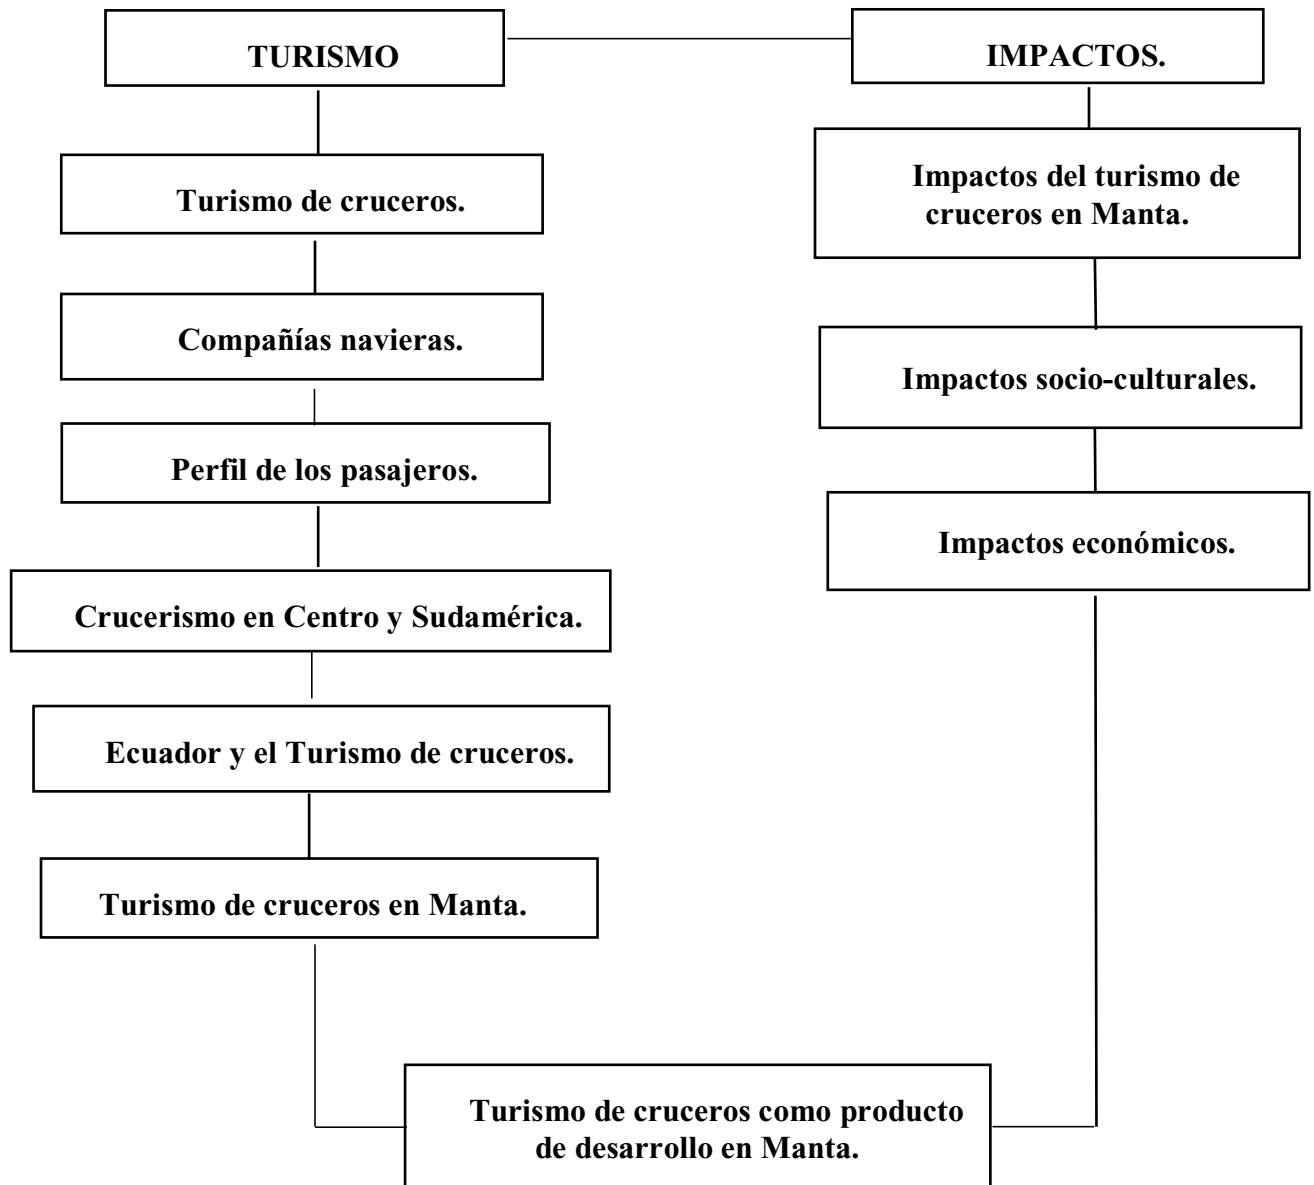 TURISMO
IMPACTOS.
Turismo de cruceros.
Compañías navieras.
Perfil de los pasajeros.
Crucerismo en Centro y Sudamérica.
Ecuador y el Turismo de cruceros.
Turismo de cruceros en Manta.
Impactos del turismo de
cruceros en Manta.
Impactos socio-culturales.
Impactos económicos.
Turismo de cruceros como producto
de desarrollo en Manta.